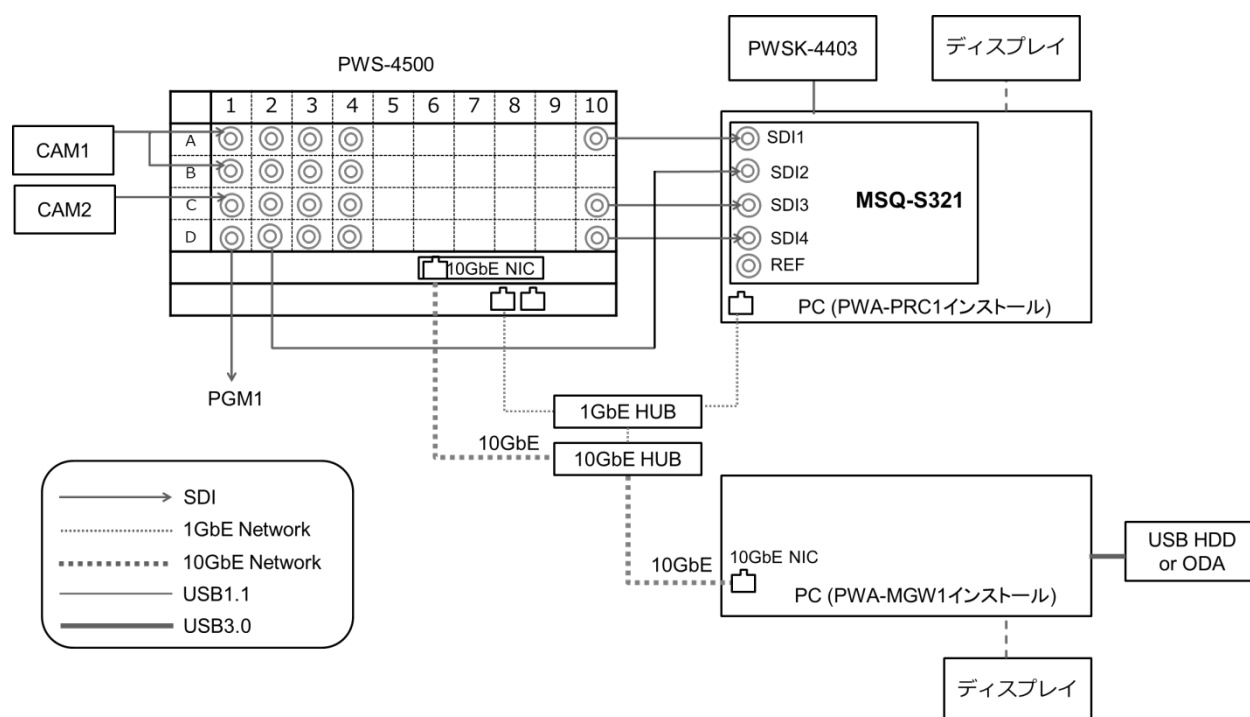 PWS-4500
1 2 3 4 5 6 7 8 9 10
A
B
C
D
10GbE NIC
CAM1
CAM2
PGM1
PWSK-4403
ディスプレイ
SDI1
SDI2
SDI3
SDI4
REF
MSQ-S321
PC (PWA-PRC1インストール)
1GbE HUB
10GbE
10GbE HUB
10GbE
10GbE NIC
PC (PWA-MGW1インストール)
USB HDD
or ODA
ディスプレイ
SDI
1GbE Network
10GbE Network
USB1.1
USB3.0